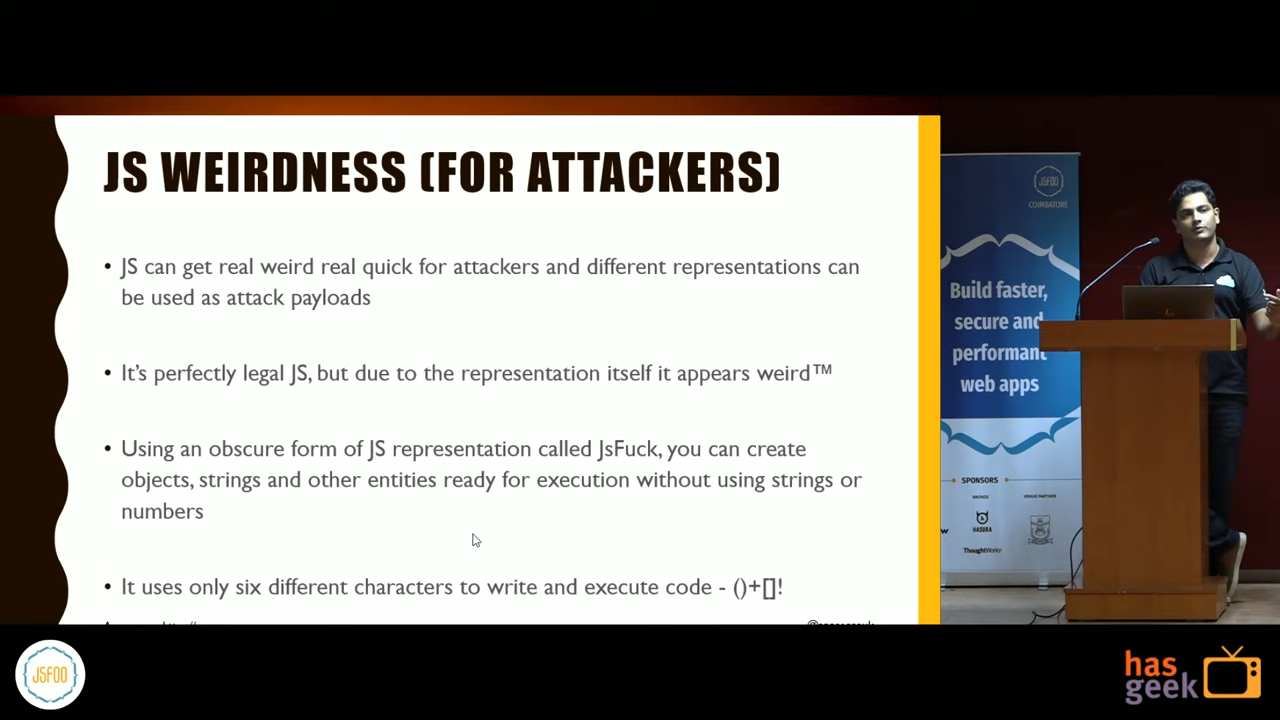 JS WEIRDNESS (FOR ATTACKERS)
• JS can get real weird real quick for attackers and different representations can
be used as attack payloads
• It’s perfectly legal JS, but due to the representation itself it appears weird™
• Using an obscure form of JS representation called JsFuck, you can create
objects, strings and other entities ready for execution without using strings or
numbers
• It uses only six different characters to write and execute code - ()+[]!
JSFOO
COIMBATORE
Build faster,
secure and
performant
web apps
SPONSORS
BRONZE
VENUE PARTNER
HASURA
ThoughtWorks
JSFOO
has
geek